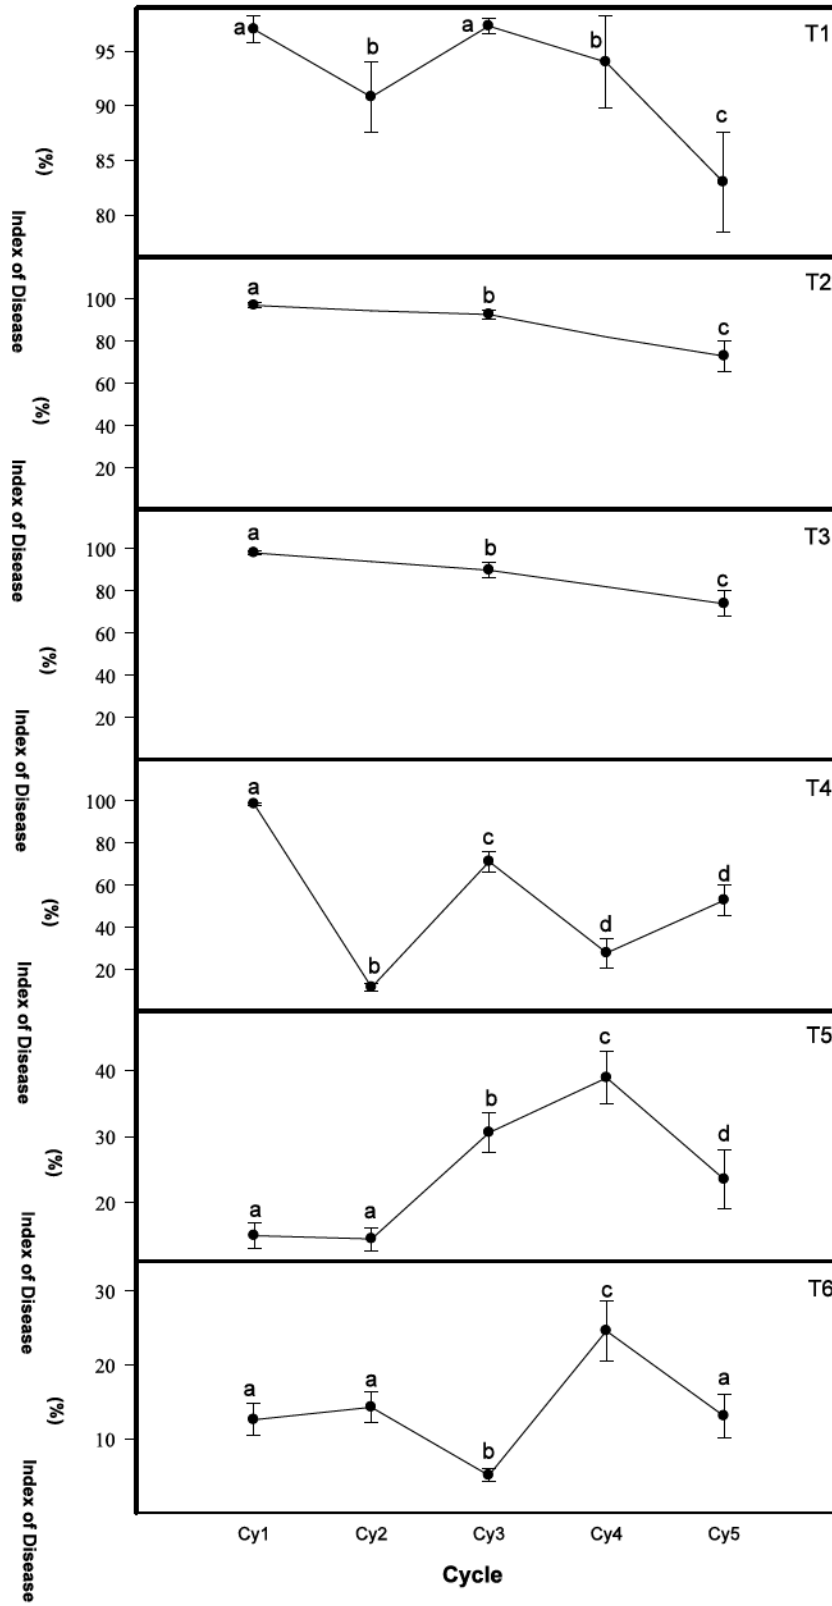 T1
a
b
a
b
c
95
90
85
80
Index of Disease (%)
T2
a
b
c
100
80
60
40
20
Index of Disease (%)
T3
a
b
c
100
80
60
40
20
Index of Disease (%)
T4
a
b
c
d
d
100
80
60
40
20
Index of Disease (%)
T5
a
a
b
c
d
40
30
20
Index of Disease (%)
T6
a
a
b
c
a
30
20
10
Index of Disease (%)
Cy1 Cy2 Cy3 Cy4 Cy5
Cycle